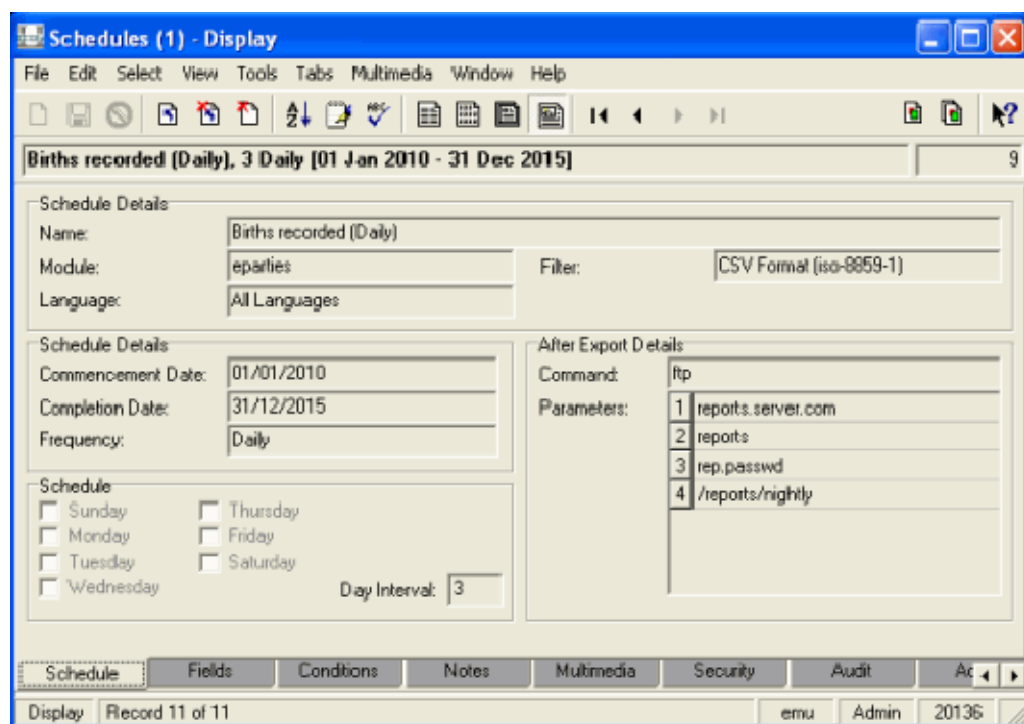 Schedules (1) - Display
File Edit Select View Tools Tabs Multimedia Window Help
Births recorded (Daily), 3 Daily [01 Jan 2010 - 31 Dec 2015] 9
Schedule Details
Name: Births recorded (Daily)
Module: eparties Filter: CSV Format (iso-8859-1)
Language: All Languages
Schedule Details
Commencement Date: 01/01/2010
Completion Date: 31/12/2015
Frequency: Daily
After Export Details
Command: ftp
Parameters: 1 reports.server.com
2 reports
3 rep.passwd
4 /reports/nightly
Schedule
Sunday Thursday
Monday Friday
Tuesday Saturday
Wednesday Day Interval: 3
Schedule Fields Conditions Notes Multimedia Security Audit
Display Record 11 of 11 emu Admin 20136